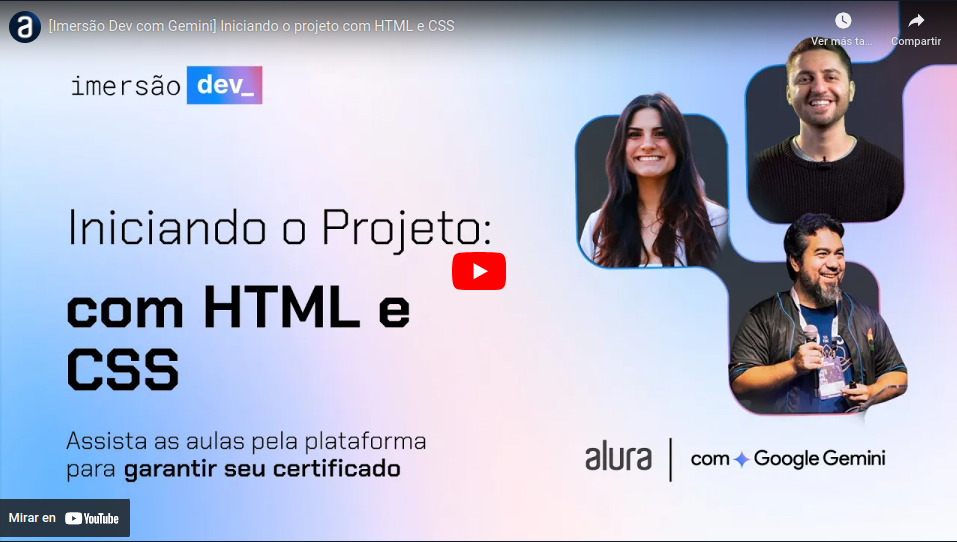 a
[Imersão Dev com Gemini] Iniciando o projeto com HTML e CSS
Ver más ta...
Compartir
imersão dev_
Iniciando o Projeto:
com HTML e
CSS
Assista as aulas pela plataforma
para garantir seu certificado
alura
com Google Gemini
Mirar en YouTube